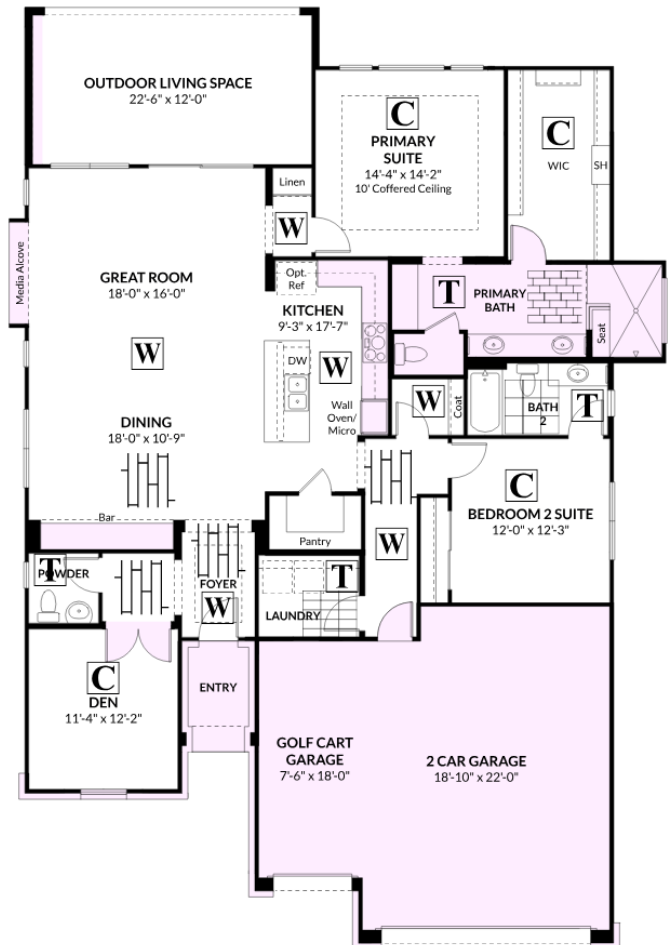 OUTDOOR LIVING SPACE
22'-6" x 12'-0"
C
PRIMARY
SUITE
14'-4" x 14'-2"
10' Coffered Ceiling
C
WIC
SH
Linen
W
Media Alcove
GREAT ROOM
18'-0" x 16'-0"
W
Opt.
Ref
KITCHEN
9'-3" x 17'-7"
DW
W
Wall
Oven/
Micro
T
PRIMARY
BATH
Seat
W
Coat
BATH
2
T
DINING
18'-0" x 10'-9"
C
BEDROOM 2 SUITE
12'-0" x 12'-3"
Bar
Pantry
W
T
POWDER
FOYER
W
T
LAUNDRY
C
DEN
11'-4" x 12'-2"
ENTRY
GOLF CART
GARAGE
7'-6" x 18'-0"
2 CAR GARAGE
18'-10" x 22'-0"